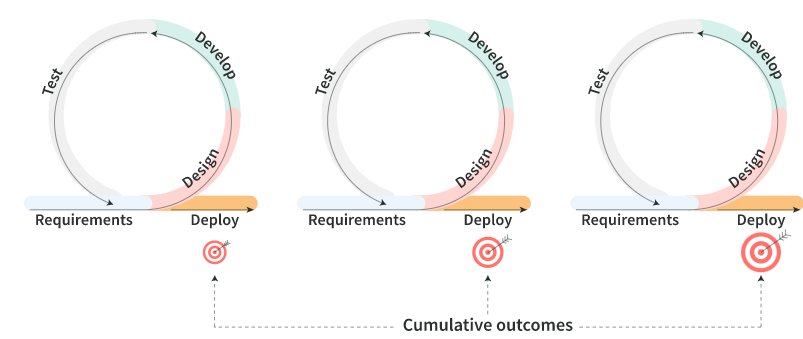 Develop
Test
Design
Requirements
Deploy
Develop
Test
Design
Requirements
Deploy
Develop
Test
Design
Requirements
Deploy
Cumulative outcomes